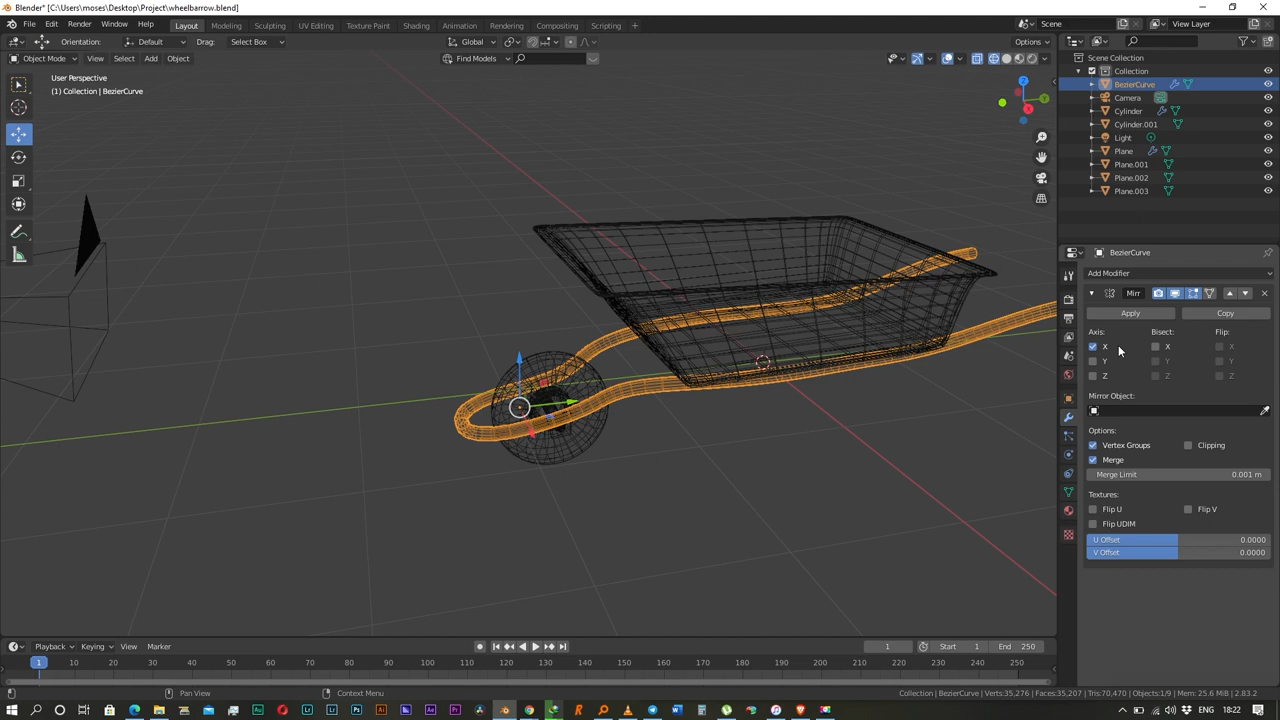 Blender* [C:\Users\moses\Desktop\Project\wheelbarrow.blend]
File Edit Render Window Help Layout Modeling Sculpting UV Editing Texture Paint Shading Animation Rendering Compositing Scripting + Scene View Layer
Orientation: Default Drag: Select Box Global Options
Object Mode View Select Add Object Find Models
User Perspective
(1) Collection | BezierCurve
Z
Y
X
Scene Collection
Collection
BezierCurve
Camera
Cylinder
Cylinder.001
Light
Plane
Plane.001
Plane.002
Plane.003
BezierCurve
Add Modifier
Mirr
Apply Copy
Axis: Bisect: Flip:
X X X
Y Y Y
Z Z Z
Mirror Object:
Options:
Vertex Groups Clipping
Merge
Merge Limit 0.001 m
Textures:
Flip U Flip V
Flip UDIM
U Offset 0.0000
V Offset 0.0000
Playback Keying View Marker 1 Start 1 End 250
1 10 20 30 40 50 60 70 80 90 100 110 120 130 140 150 160 170 180 190 200 210 220 230 240 250
Pan View Context Menu Collection | BezierCurve | Verts:35,276 | Faces:35,207 | Tris:70,470 | Objects:1/9 | Mem: 25.6 MiB | 2.83.2
ENG 18:22